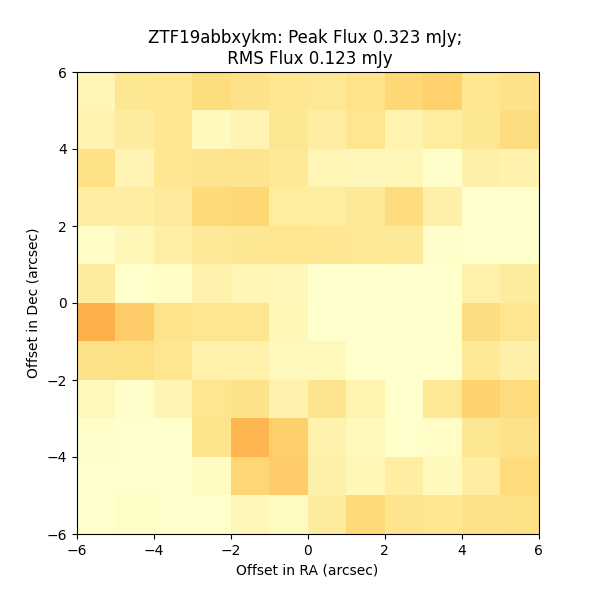 ZTF19abbxykm: Peak Flux 0.323 mJy;
RMS Flux 0.123 mJy
6
4
2
0
−2
−4
−6
Offset in Dec (arcsec)
−6 −4 −2 0 2 4 6
Offset in RA (arcsec)